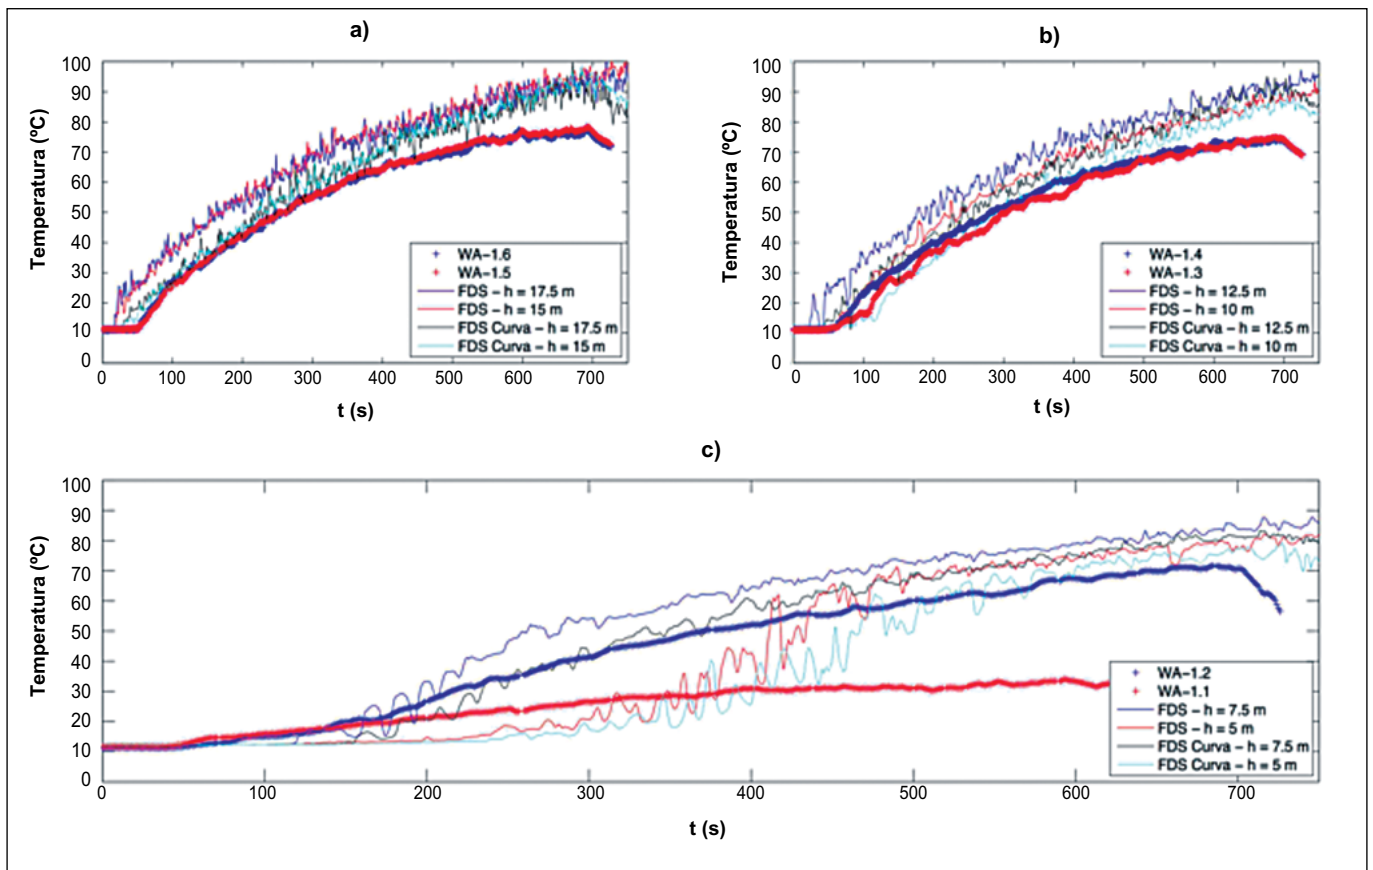 a)
100
90
80
70
60
50
40
30
20
10
0
Temperatura (ºC)
WA-1.6
WA-1.5
FDS - h = 17.5 m
FDS - h = 15 m
FDS Curva - h = 17.5 m
FDS Curva - h = 15 m
0 100 200 300 400 500 600 700
t (s)
b)
100
90
80
70
60
50
40
30
20
10
0
Temperatura (ºC)
WA-1.4
WA-1.3
FDS - h = 12.5 m
FDS - h = 10 m
FDS Curva - h = 12.5 m
FDS Curva - h = 10 m
0 100 200 300 400 500 600 700
t (s)
c)
100
90
80
70
60
50
40
30
20
10
0
Temperatura (ºC)
WA-1.2
WA-1.1
FDS - h = 7.5 m
FDS - h = 5 m
FDS Curva - h = 7.5 m
FDS Curva - h = 5 m
0 100 200 300 400 500 600 700
t (s)